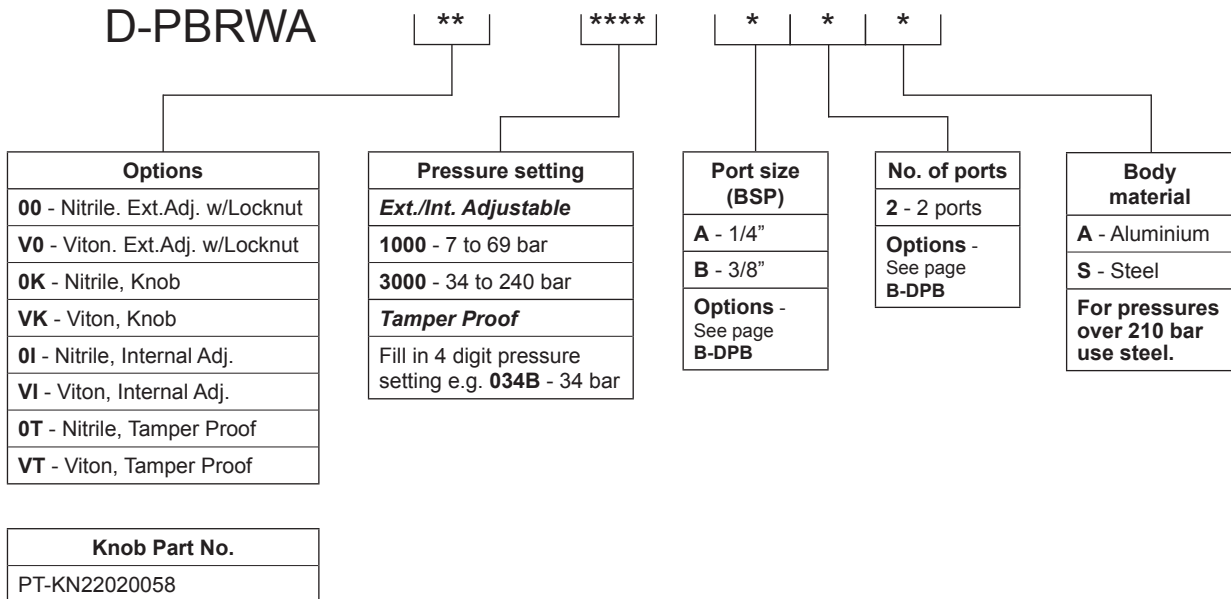 D-PBRWA ** **** * * *
Options
00 - Nitrile. Ext.Adj. w/Locknut
V0 - Viton. Ext.Adj. w/Locknut
0K - Nitrile, Knob
VK - Viton, Knob
0I - Nitrile, Internal Adj.
VI - Viton, Internal Adj.
0T - Nitrile, Tamper Proof
VT - Viton, Tamper Proof
Pressure setting
Ext./Int. Adjustable
1000 - 7 to 69 bar
3000 - 34 to 240 bar
Tamper Proof
Fill in 4 digit pressure
setting e.g. 034B - 34 bar
Port size
(BSP)
A - 1/4”
B - 3/8”
Options -
See page
B-DPB
No. of ports
2 - 2 ports
Options -
See page
B-DPB
Body
material
A - Aluminium
S - Steel
For pressures
over 210 bar
use steel.
Knob Part No.
PT-KN22020058